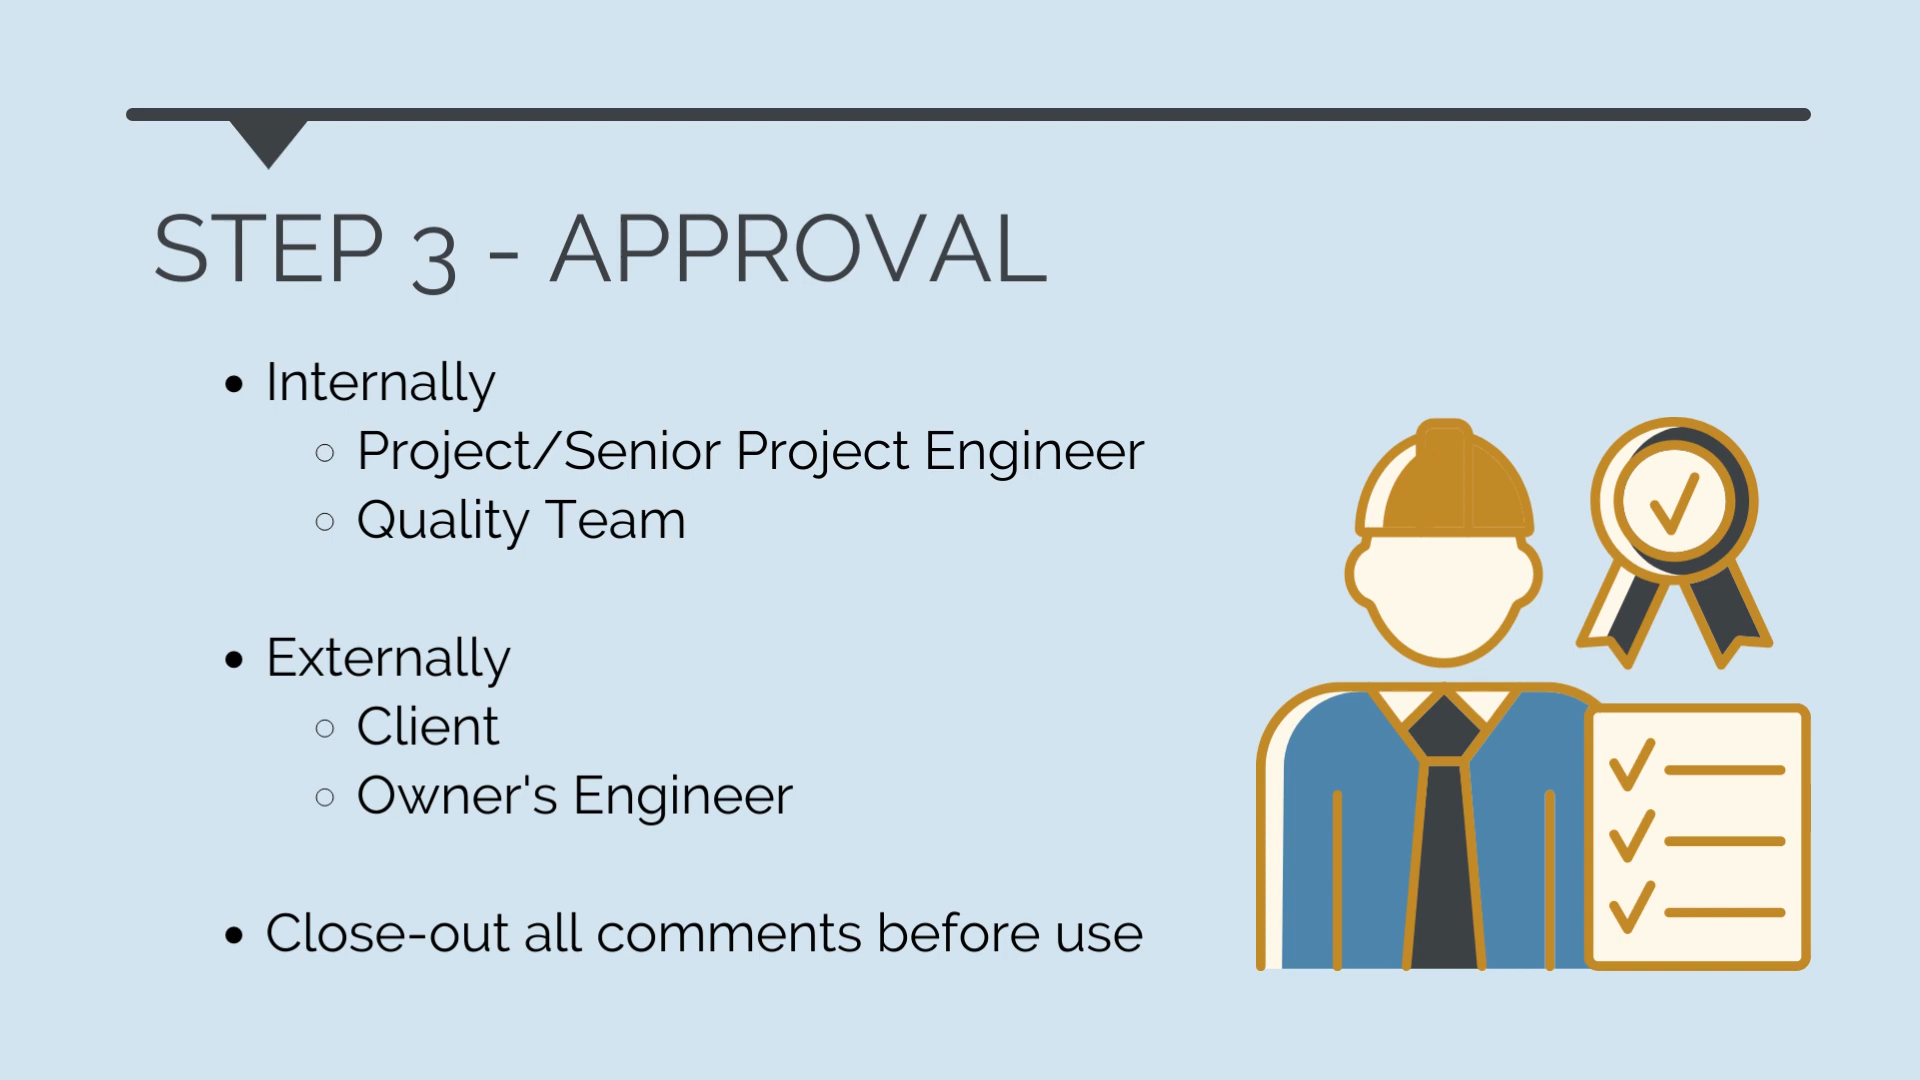 STEP 3 - APPROVAL
• Internally
○ Project/Senior Project Engineer
○ Quality Team
• Externally
○ Client
○ Owner's Engineer
• Close-out all comments before use